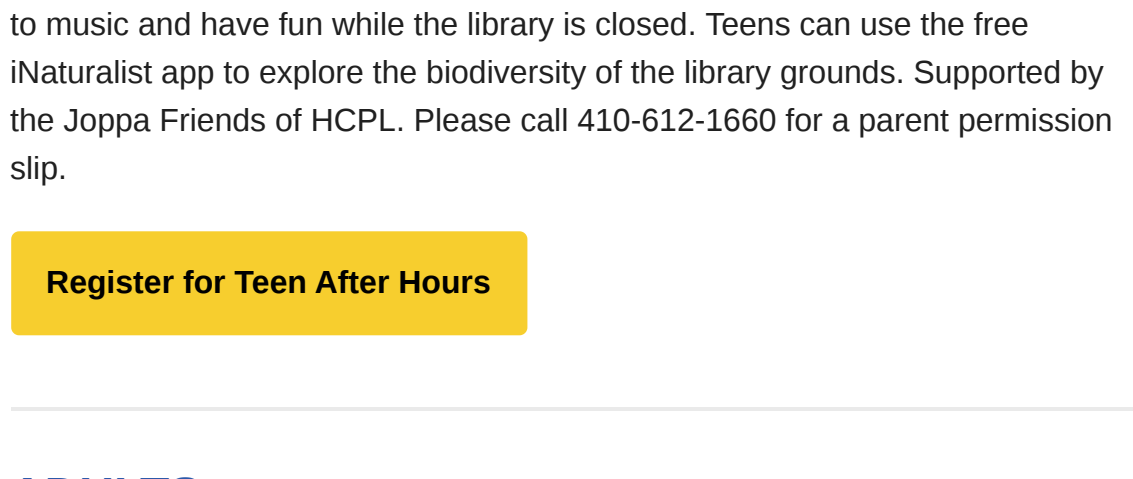 to music and have fun while the library is closed. Teens can use the free
iNaturalist app to explore the biodiversity of the library grounds. Supported by
the Joppa Friends of HCPL. Please call 410-612-1660 for a parent permission
slip.
Register for Teen After Hours
ADULTS